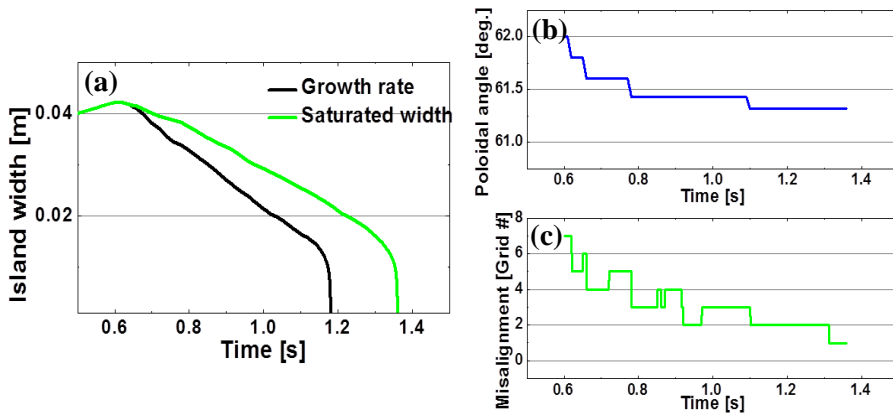 (a)
Growth rate
Saturated width
Island width [m]
0.04
0.02
0.6 0.8 1.0 1.2 1.4
Time [s]
(b)
Poloidal angle [deg.]
62.0
61.5
61.0
0.6 0.8 1.0 1.2 1.4
Time [s]
(c)
Misalignment [Grid #]
8
6
4
2
0
0.6 0.8 1.0 1.2 1.4
Time [s]